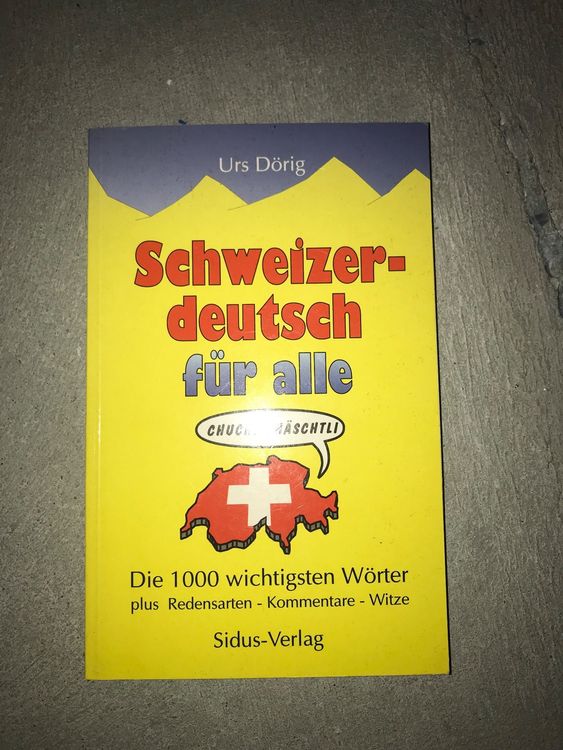 Urs Dörig
Schweizer-
deutsch
für alle
Die 1000 wichtigsten Wörter
plus Redensarten - Kommentare - Witze
Sidus-Verlag